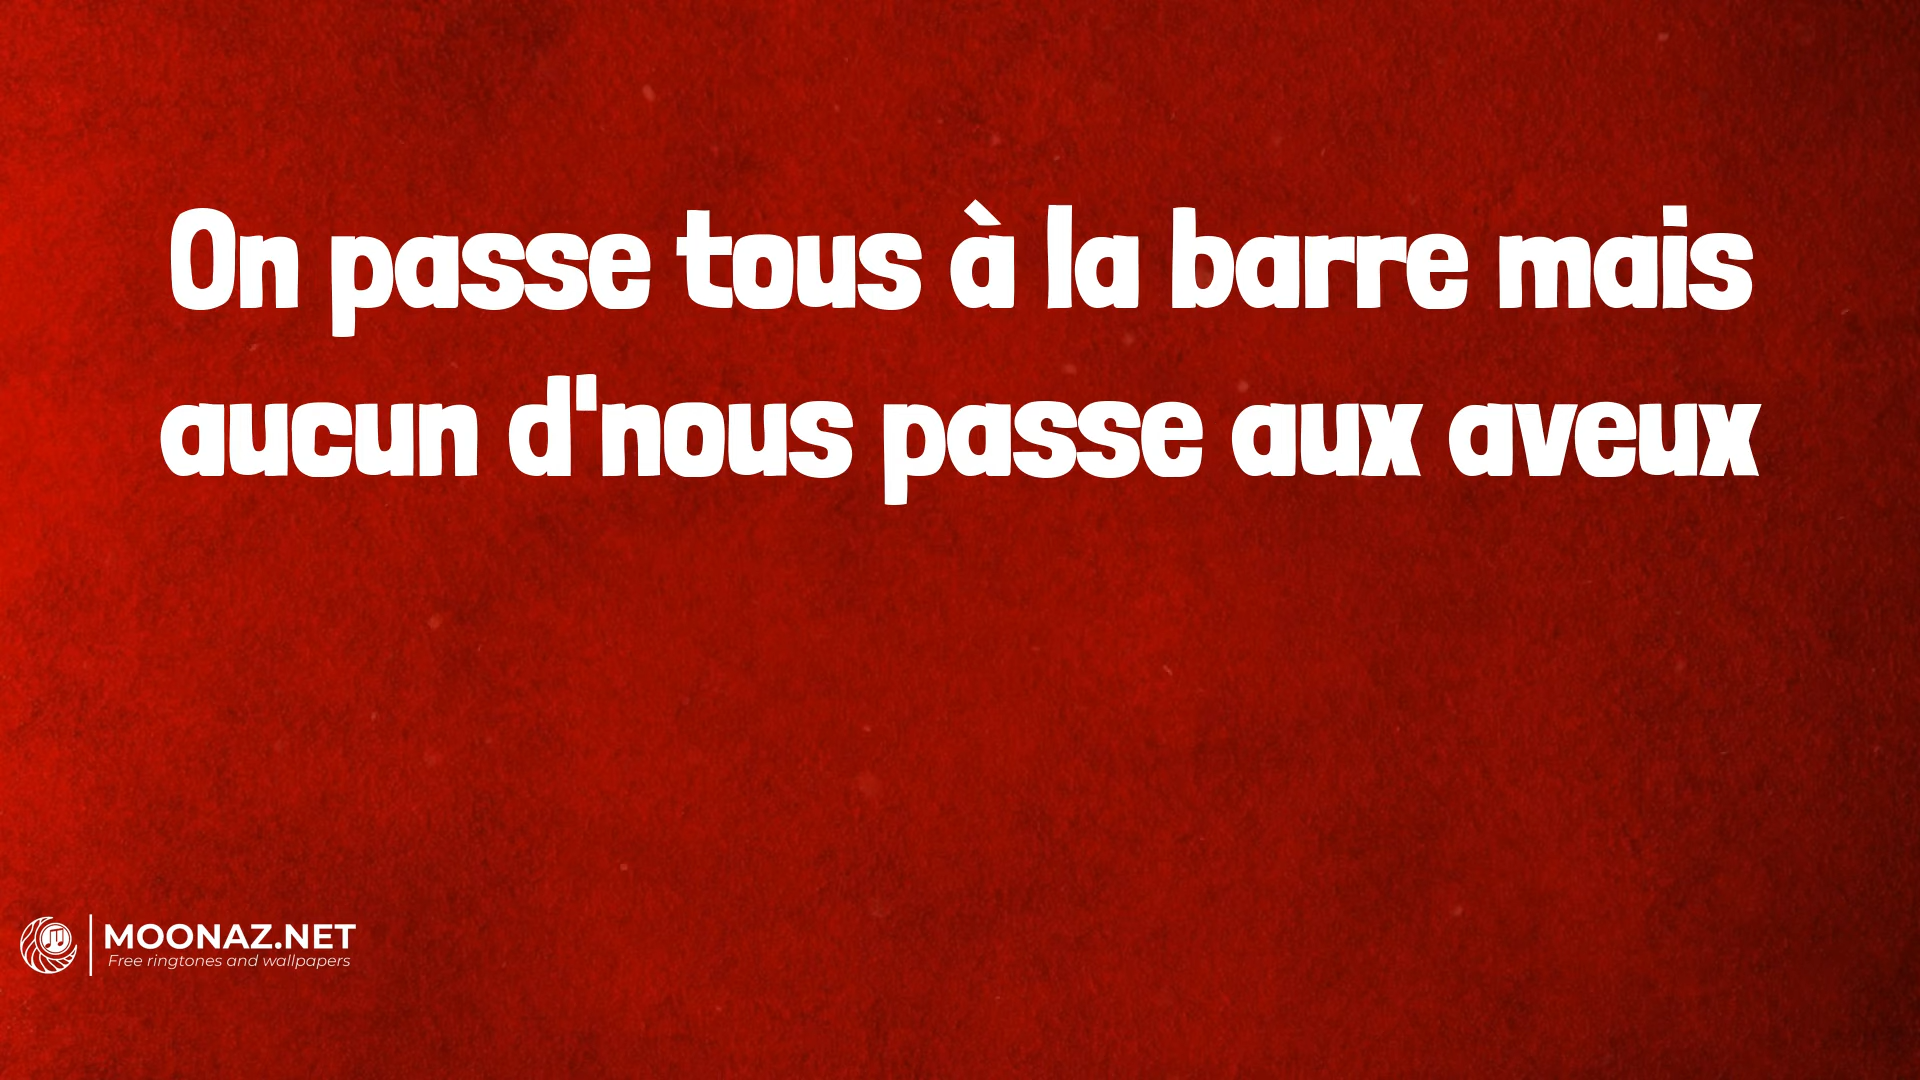 On passe tous à la barre mais
aucun d'nous passe aux aveux
MOONAZ.NET
Free ringtones and wallpapers